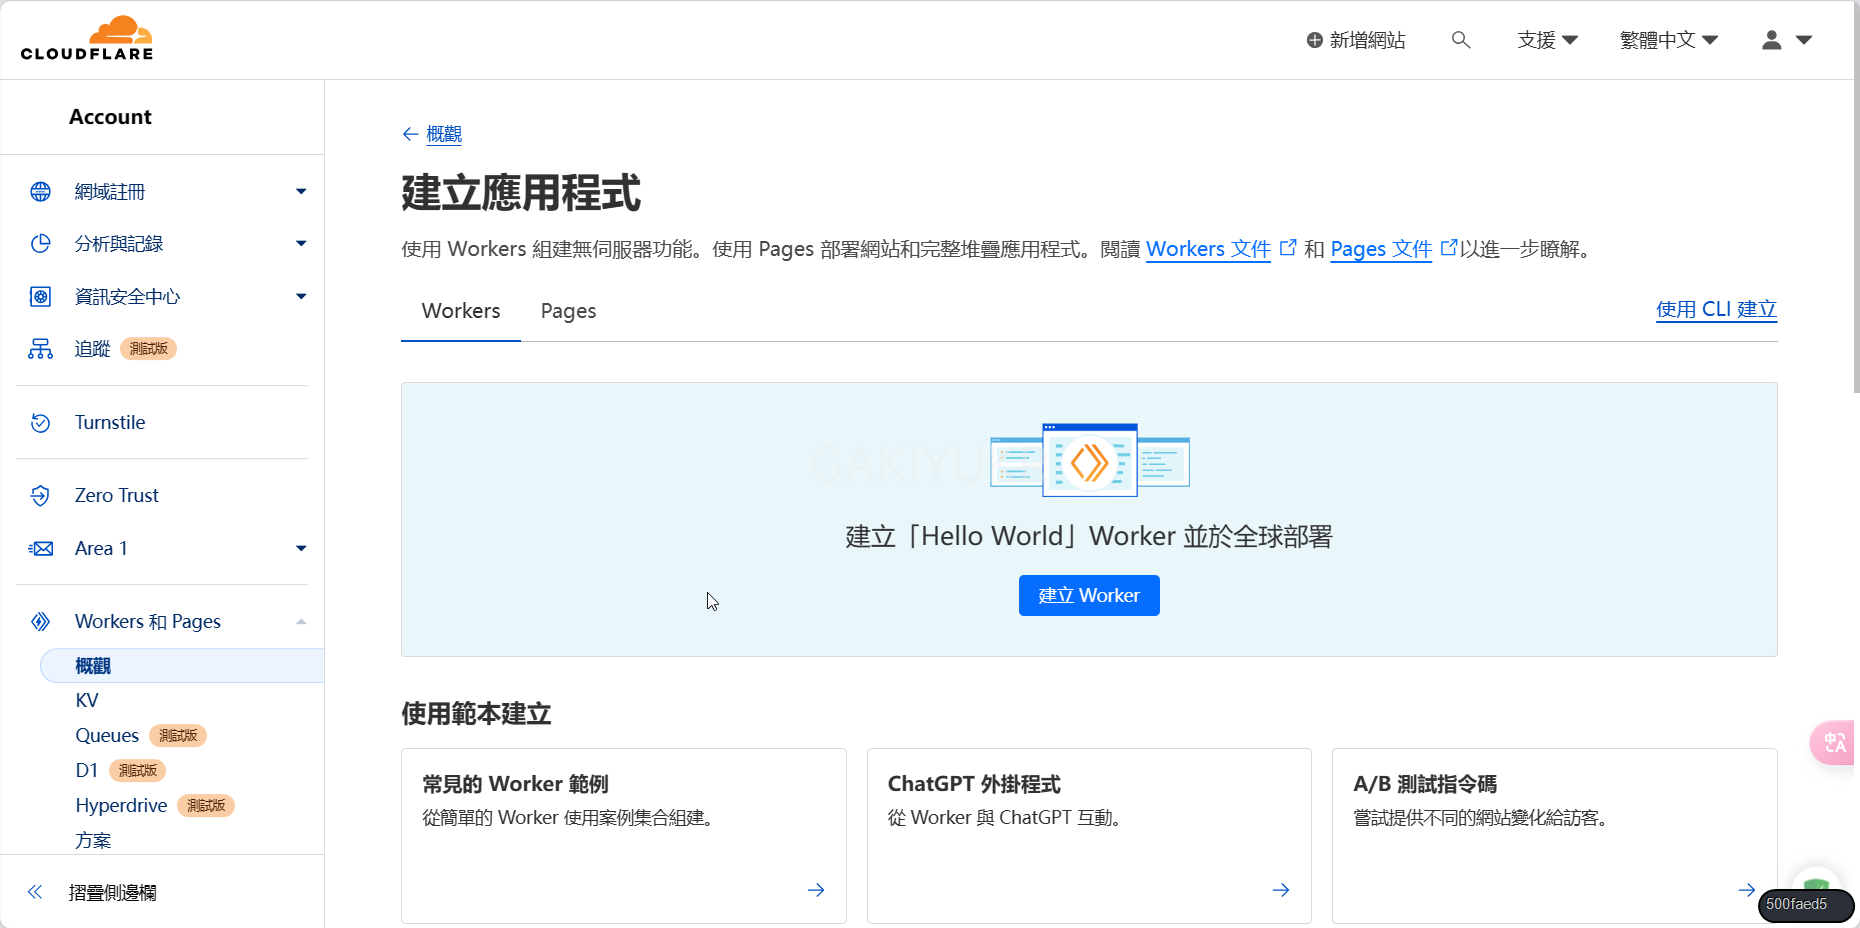 CLOUDFLARE
新增網站
支援
繁體中文
Account
網域註冊
分析與記錄
資訊安全中心
追蹤 測試版
Turnstile
Zero Trust
Area 1
Workers 和 Pages
概觀
KV
Queues 測試版
D1 測試版
Hyperdrive 測試版
方案
摺疊側邊欄
← 概觀
建立應用程式
使用 Workers 組建無伺服器功能。使用 Pages 部署網站和完整堆疊應用程式。閱讀 Workers 文件 和 Pages 文件 以進一步瞭解。
Workers Pages
使用 CLI 建立
GAKIYU
建立「Hello World」Worker 並於全球部署
建立 Worker
使用範本建立
常見的 Worker 範例
從簡單的 Worker 使用案例集合組建。
ChatGPT 外掛程式
從 Worker 與 ChatGPT 互動。
A/B 測試指令碼
嘗試提供不同的網站變化給訪客。
500faed5